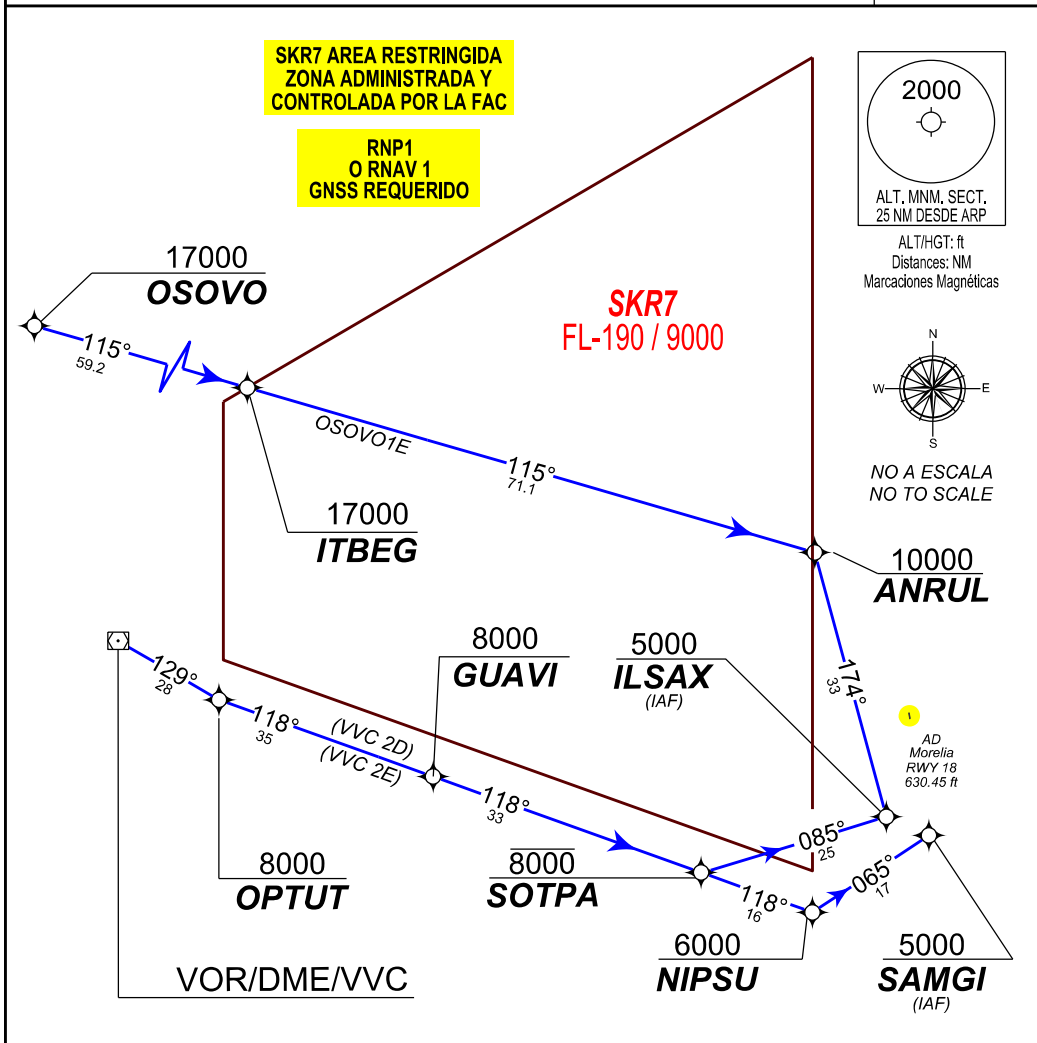 SKR7 AREA RESTRINGIDA
ZONA ADMINISTRADA Y
CONTROLADA POR LA FAC
RNP1
O RNAV 1
GNSS REQUERIDO
2000
ALT. MNM. SECT.
25 NM DESDE ARP
ALT/HGT: ft
Distances: NM
Marcaciones Magnéticas
N
W
E
S
NO A ESCALA
NO TO SCALE
17000
OSOVO
115°
59.2
SKR7
FL-190 / 9000
OSOVO1E
115°
71.1
17000
ITBEG
10000
ANRUL
174°
33
8000
GUAVI
5000
ILSAX
(IAF)
AD
Morelia
RWY 18
630.45 ft
129°
28
118°
35
(VVC 2D)
(VVC 2E)
118°
33
085°
25
8000
OPTUT
8000
SOTPA
118°
16
065°
17
6000
NIPSU
5000
SAMGI
(IAF)
VOR/DME/VVC